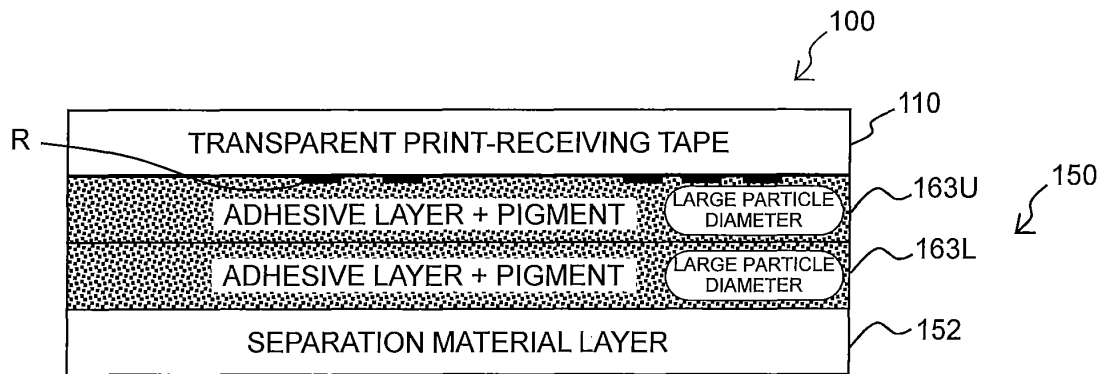 100
110
R
TRANSPARENT PRINT-RECEIVING TAPE
163U
150
ADHESIVE LAYER + PIGMENT
LARGE PARTICLE
DIAMETER
163L
ADHESIVE LAYER + PIGMENT
LARGE PARTICLE
DIAMETER
152
SEPARATION MATERIAL LAYER